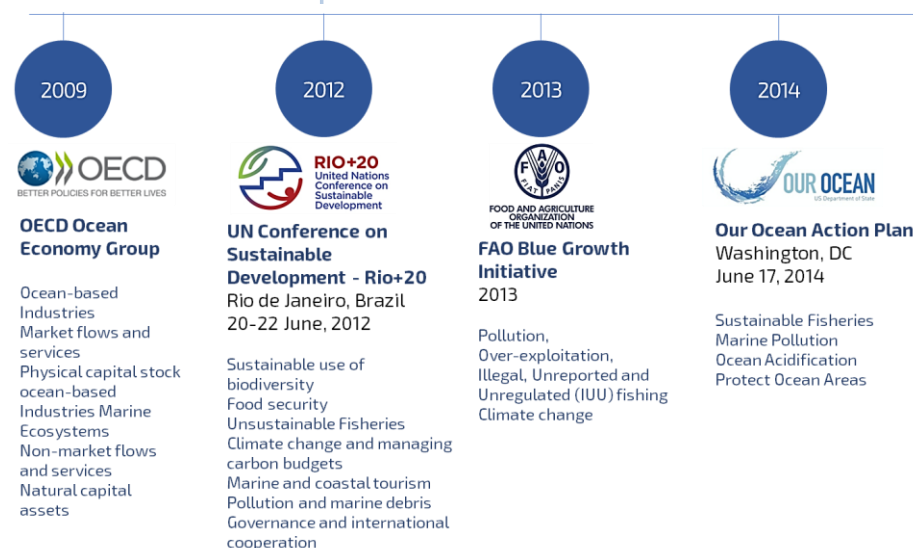 2009
OECD
BETTER POLICIES FOR BETTER LIVES
OECD Ocean
Economy Group
Ocean-based
Industries
Market flows and
services
Physical capital stock
ocean-based
Industries Marine
Ecosystems
Non-market flows
and services
Natural capital
assets
2012
RIO+20
United Nations
Conference on
Sustainable
Development
UN Conference on
Sustainable
Development - Rio+20
Rio de Janeiro, Brazil
20-22 June, 2012
Sustainable use of
biodiversity
Food security
Unsustainable Fisheries
Climate change and managing
carbon budgets
Marine and coastal tourism
Pollution and marine debris
Governance and international
cooperation
2013
F A O
FIAT PANIS
FOOD AND AGRICULTURE
ORGANIZATION
OF THE UNITED NATIONS
FAO Blue Growth
Initiative
2013
Pollution,
Over-exploitation,
Illegal, Unreported and
Unregulated (IUU) fishing
Climate change
2014
OUR OCEAN
US Department of State
Our Ocean Action Plan
Washington, DC
June 17, 2014
Sustainable Fisheries
Marine Pollution
Ocean Acidification
Protect Ocean Areas